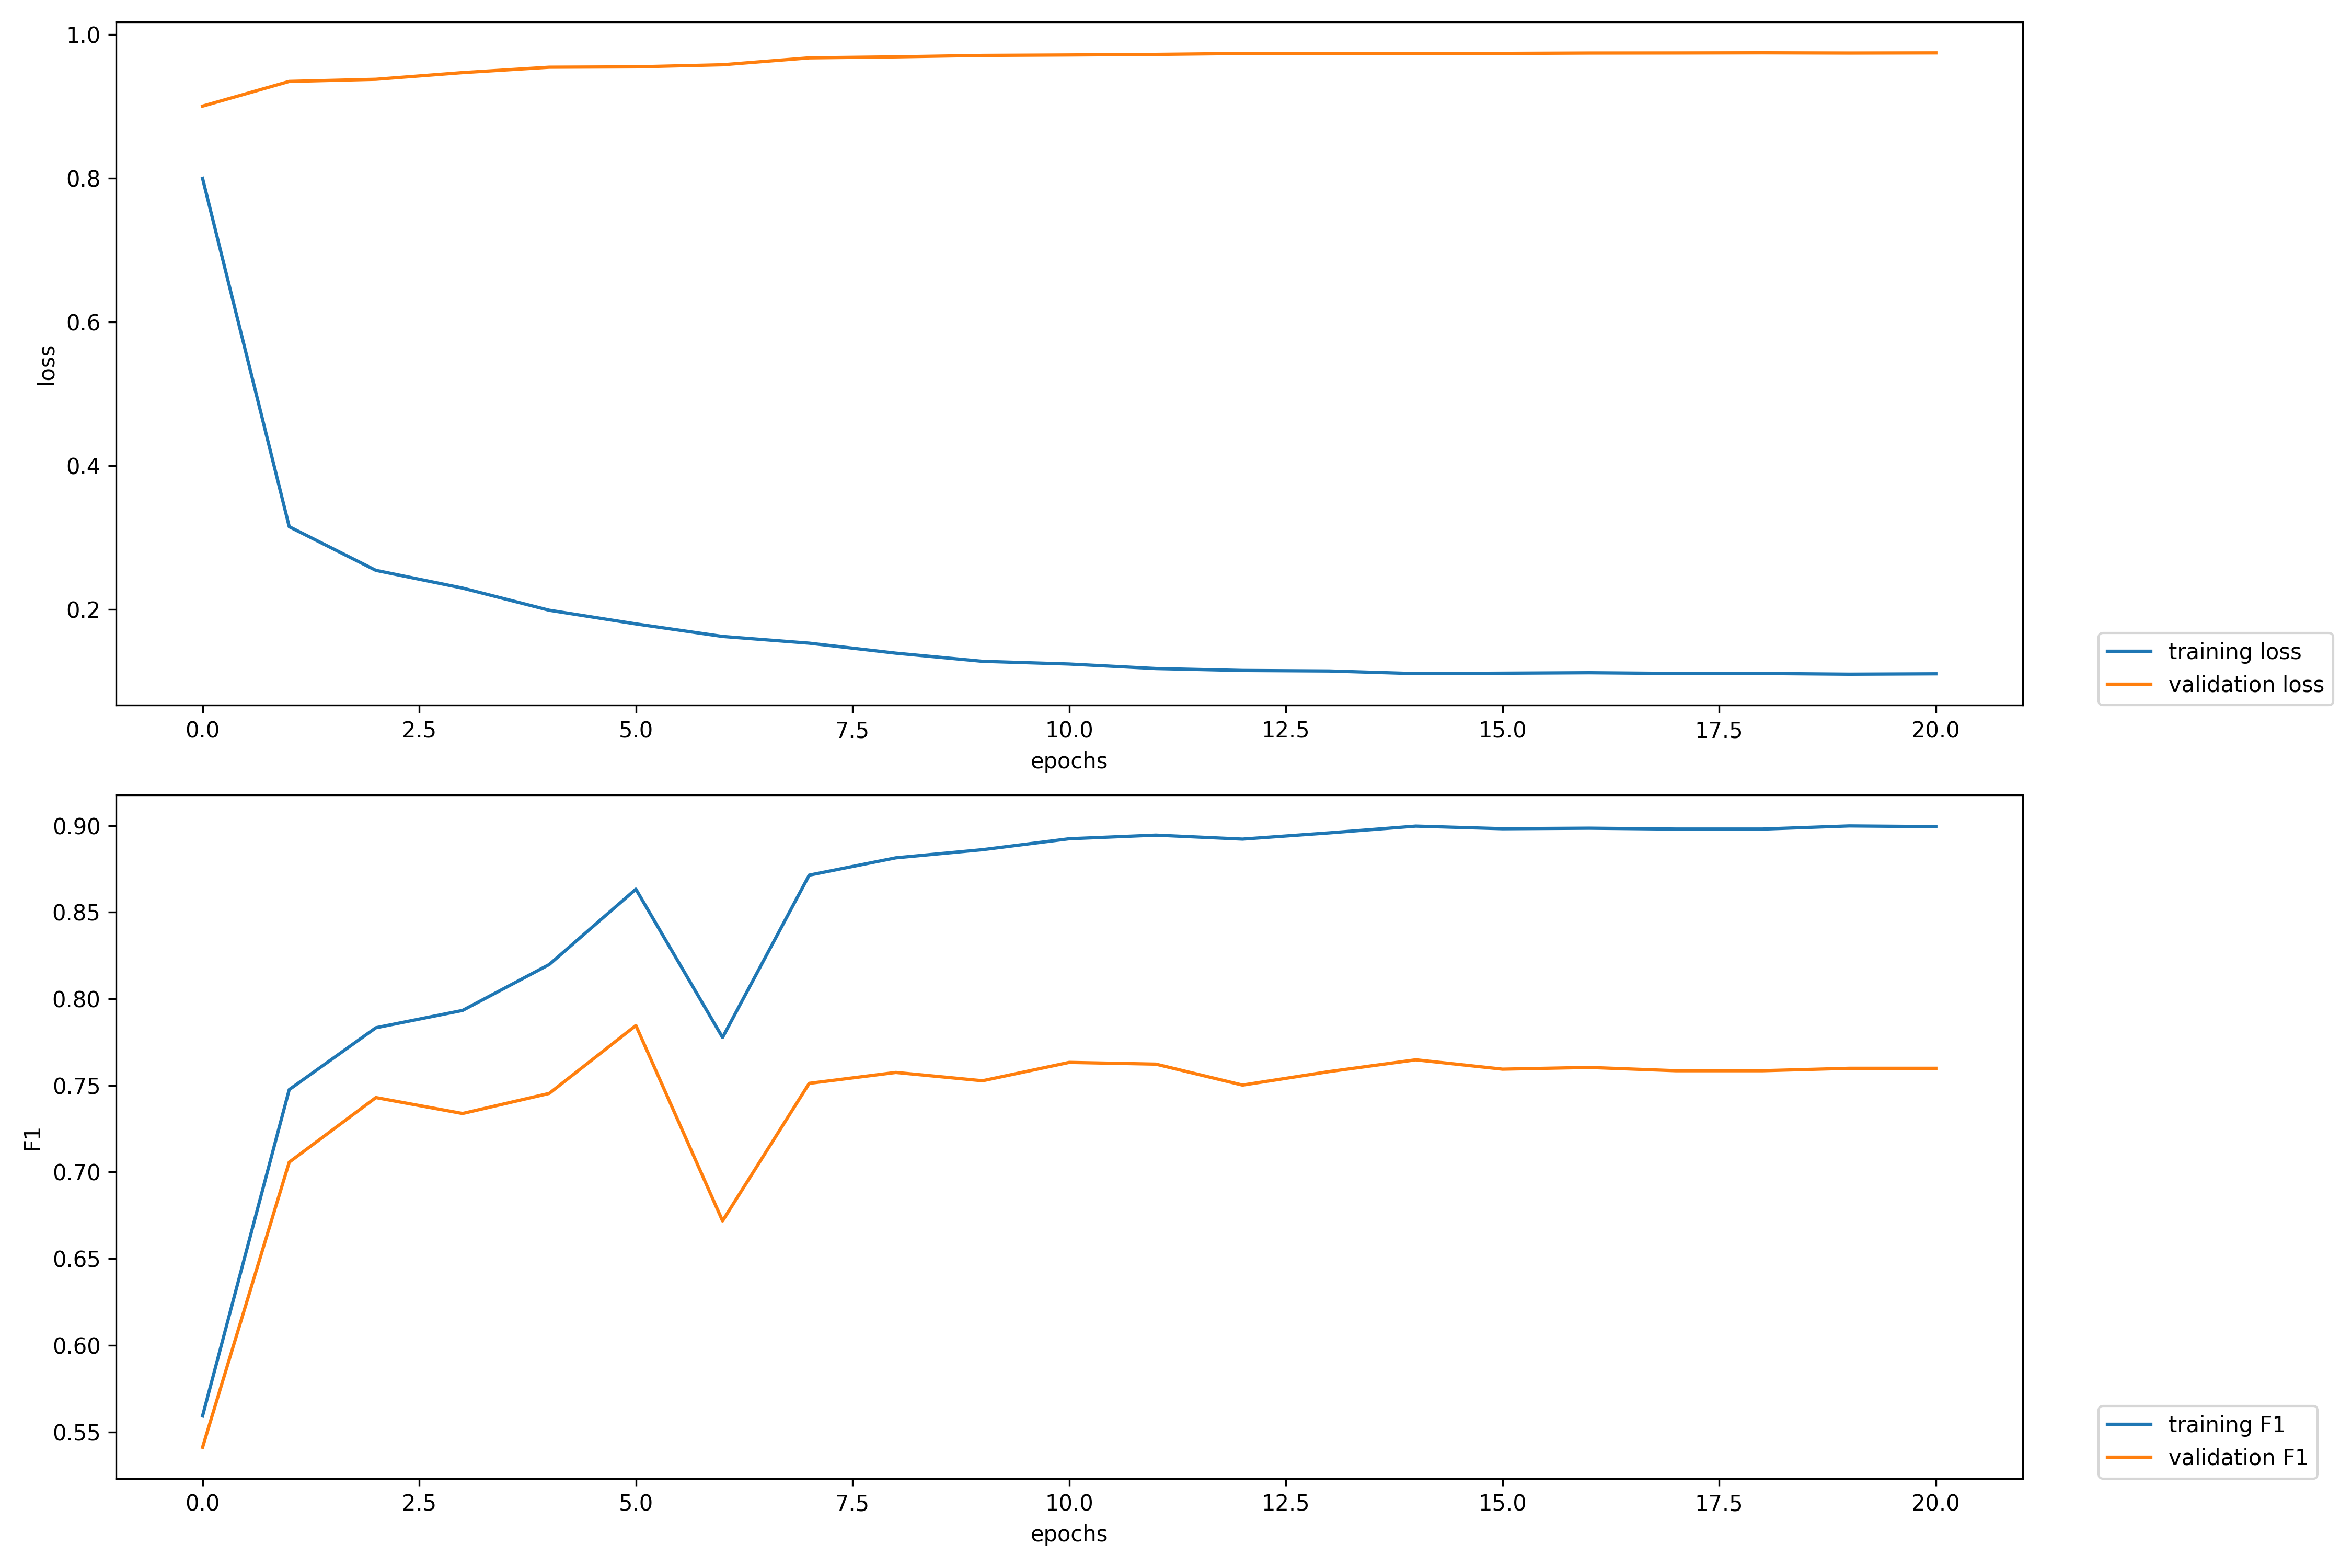 1.0
0.8
0.6
0.4
0.2
loss
0.0 2.5 5.0 7.5 10.0 12.5 15.0 17.5 20.0
epochs
training loss
validation loss
0.90
0.85
0.80
0.75
0.70
0.65
0.60
0.55
F1
0.0 2.5 5.0 7.5 10.0 12.5 15.0 17.5 20.0
epochs
training F1
validation F1